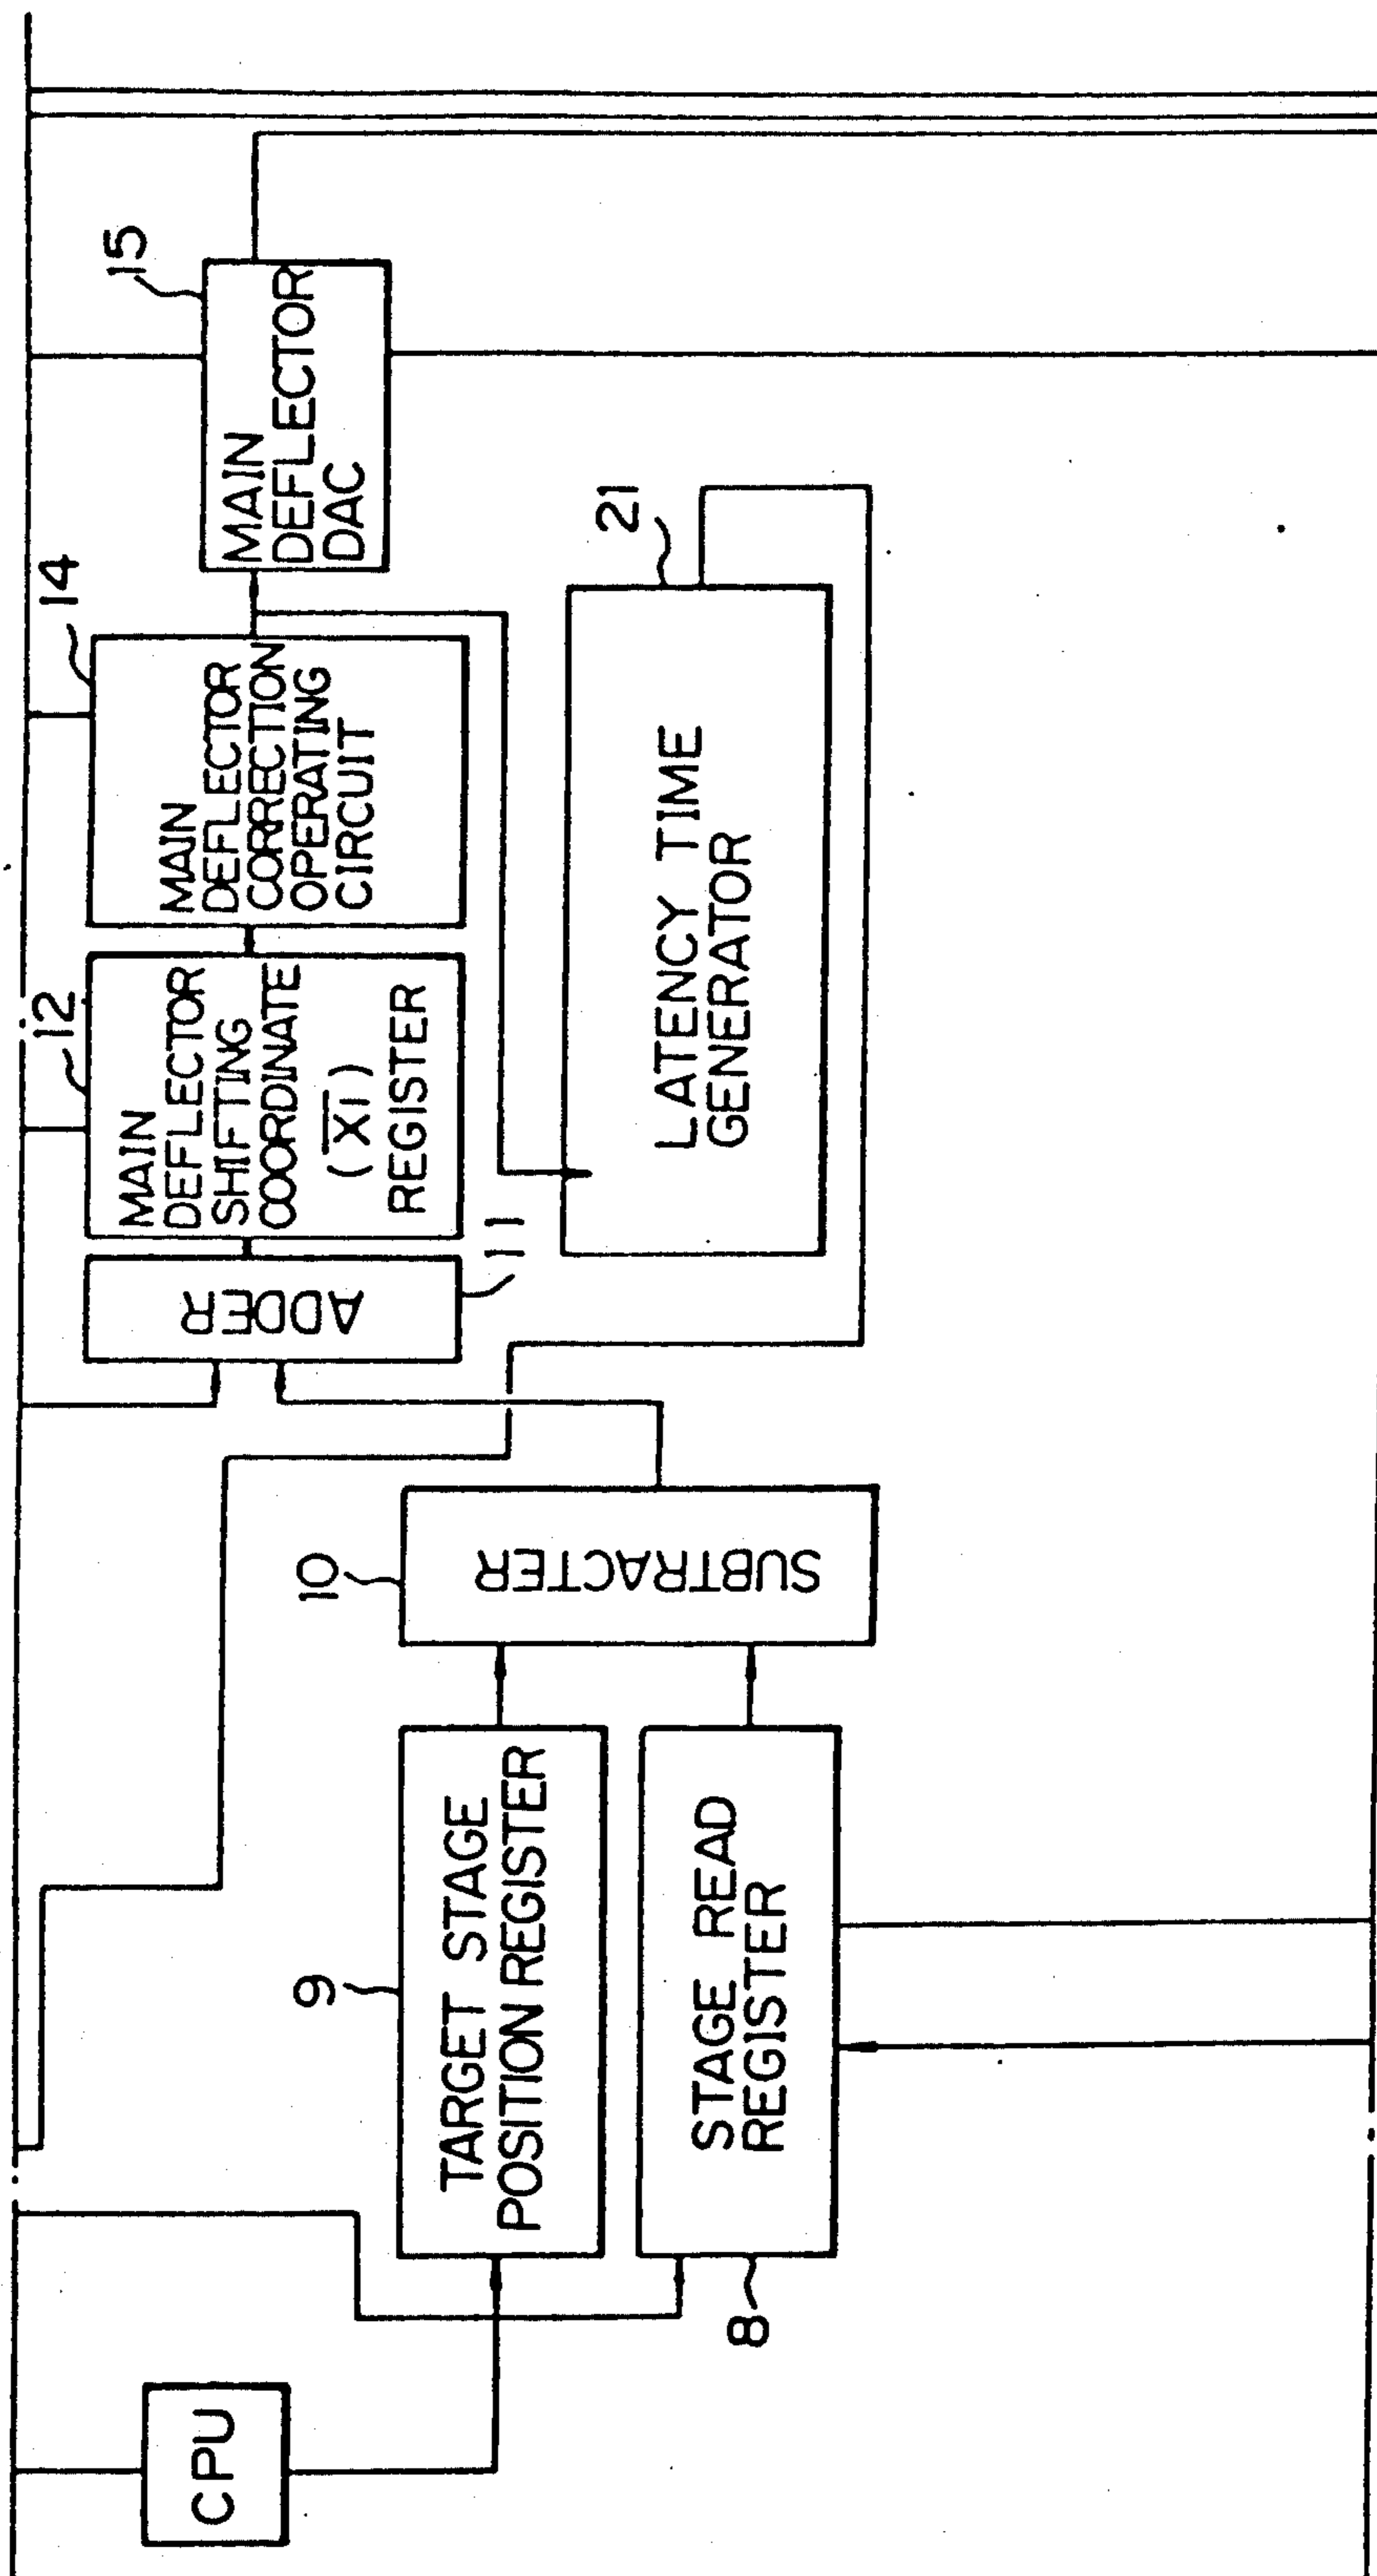 15
MAIN
DEFLECTOR
DAC
14
MAIN
DEFLECTOR
CORRECTION
OPERATING
CIRCUIT
12
MAIN
DEFLECTOR
SHIFTING
COORDINATE
(X̅1̅)
REGISTER
ADDER
11
21
LATENCY TIME
GENERATOR
10
SUBTRACTER
9
TARGET STAGE
POSITION REGISTER
STAGE READ
REGISTER
8
CPU